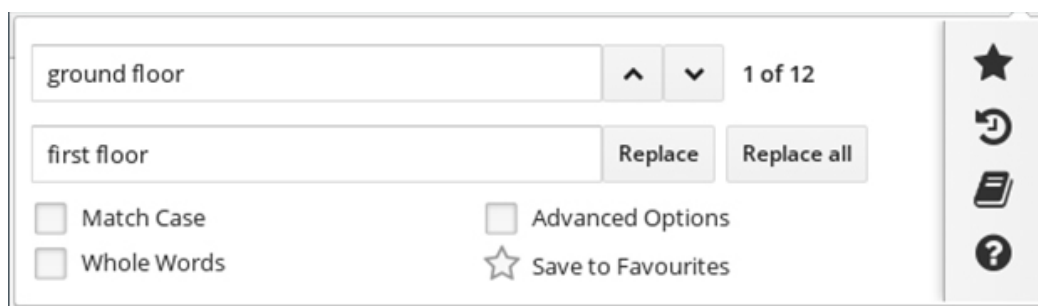 ground floor 1 of 12
first floor Replace Replace all
Match Case Advanced Options
Whole Words Save to Favourites